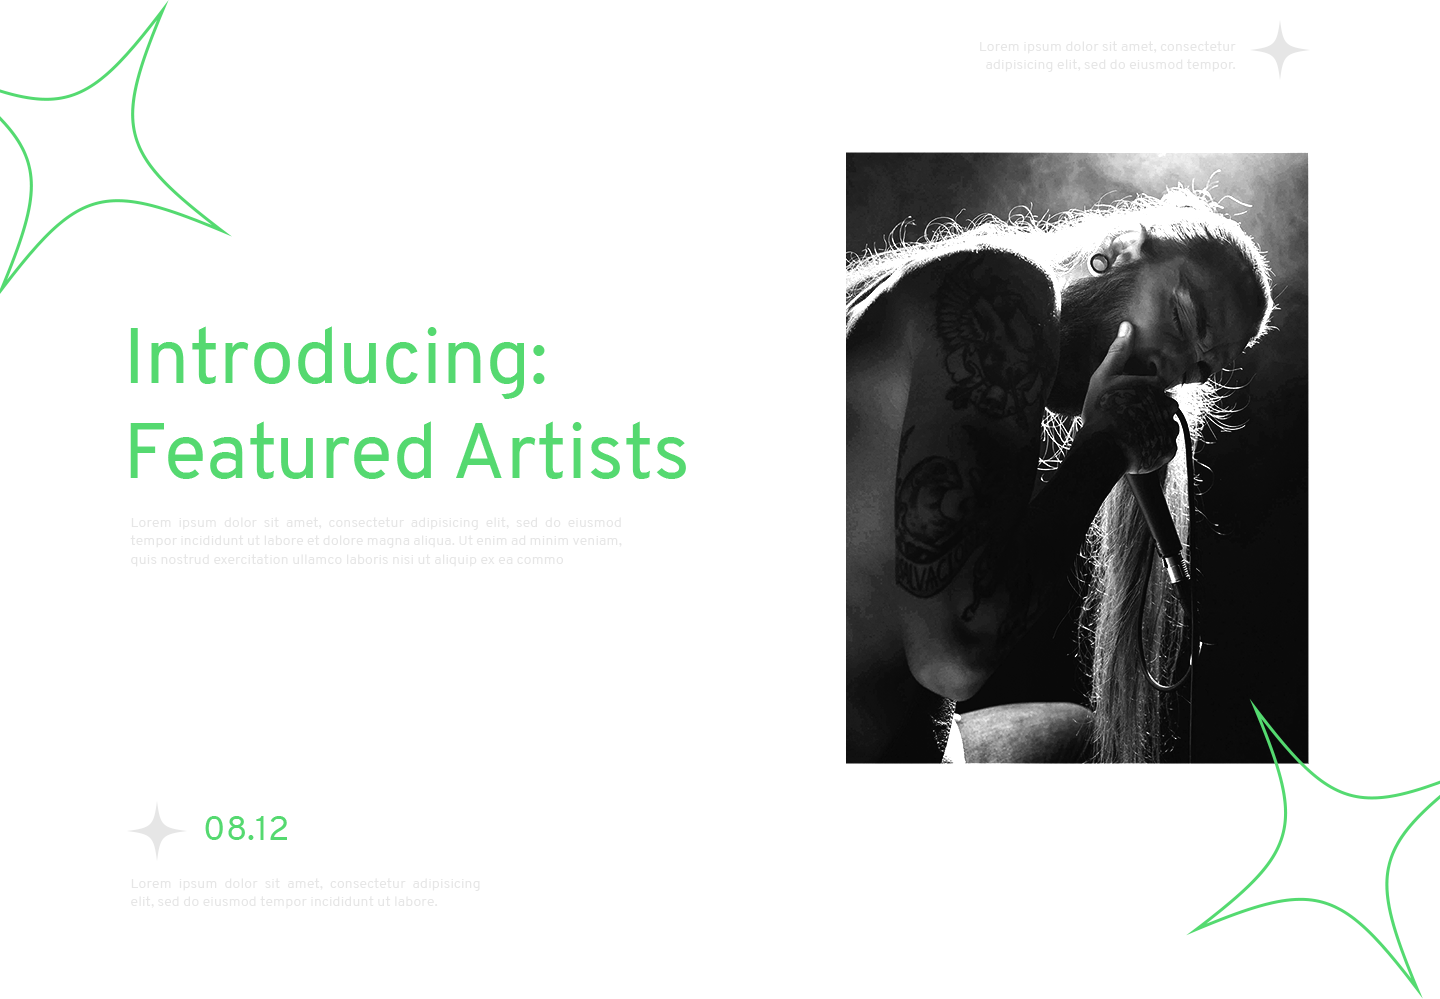 Lorem ipsum dolor sit amet, consectetur
adipisicing elit, sed do eiusmod tempor.
Introducing:
Featured Artists
Lorem ipsum dolor sit amet, consectetur adipisicing elit, sed do eiusmod
tempor incididunt ut labore et dolore magna aliqua. Ut enim ad minim veniam,
quis nostrud exercitation ullamco laboris nisi ut aliquip ex ea commo
08.12
Lorem ipsum dolor sit amet, consectetur adipisicing
elit, sed do eiusmod tempor incididunt ut labore.